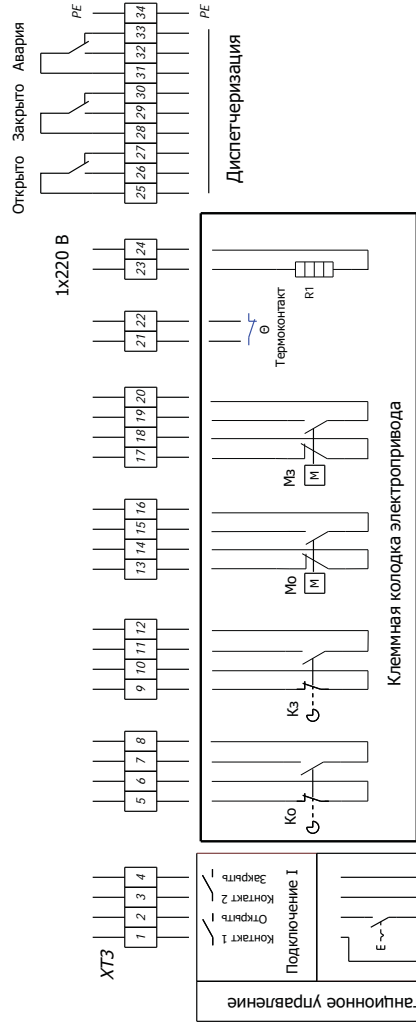 Открыто Закрыто Авария
PE
25 26 27 28 29 30 31 32 33 34
PE
Диспетчеризация
1x220 В
23 24
21 22
17 18 19 20
13 14 15 16
9 10 11 12
5 6 7 8
1 2 3 4
XT3
R1
Θ
Термоконтакт
Мз
M
Мо
M
Кз
Ко
Клеммная колодка электропривода
Контакт 1
Открыть
Контакт 2
Закрыть
Подключение I
E
управление